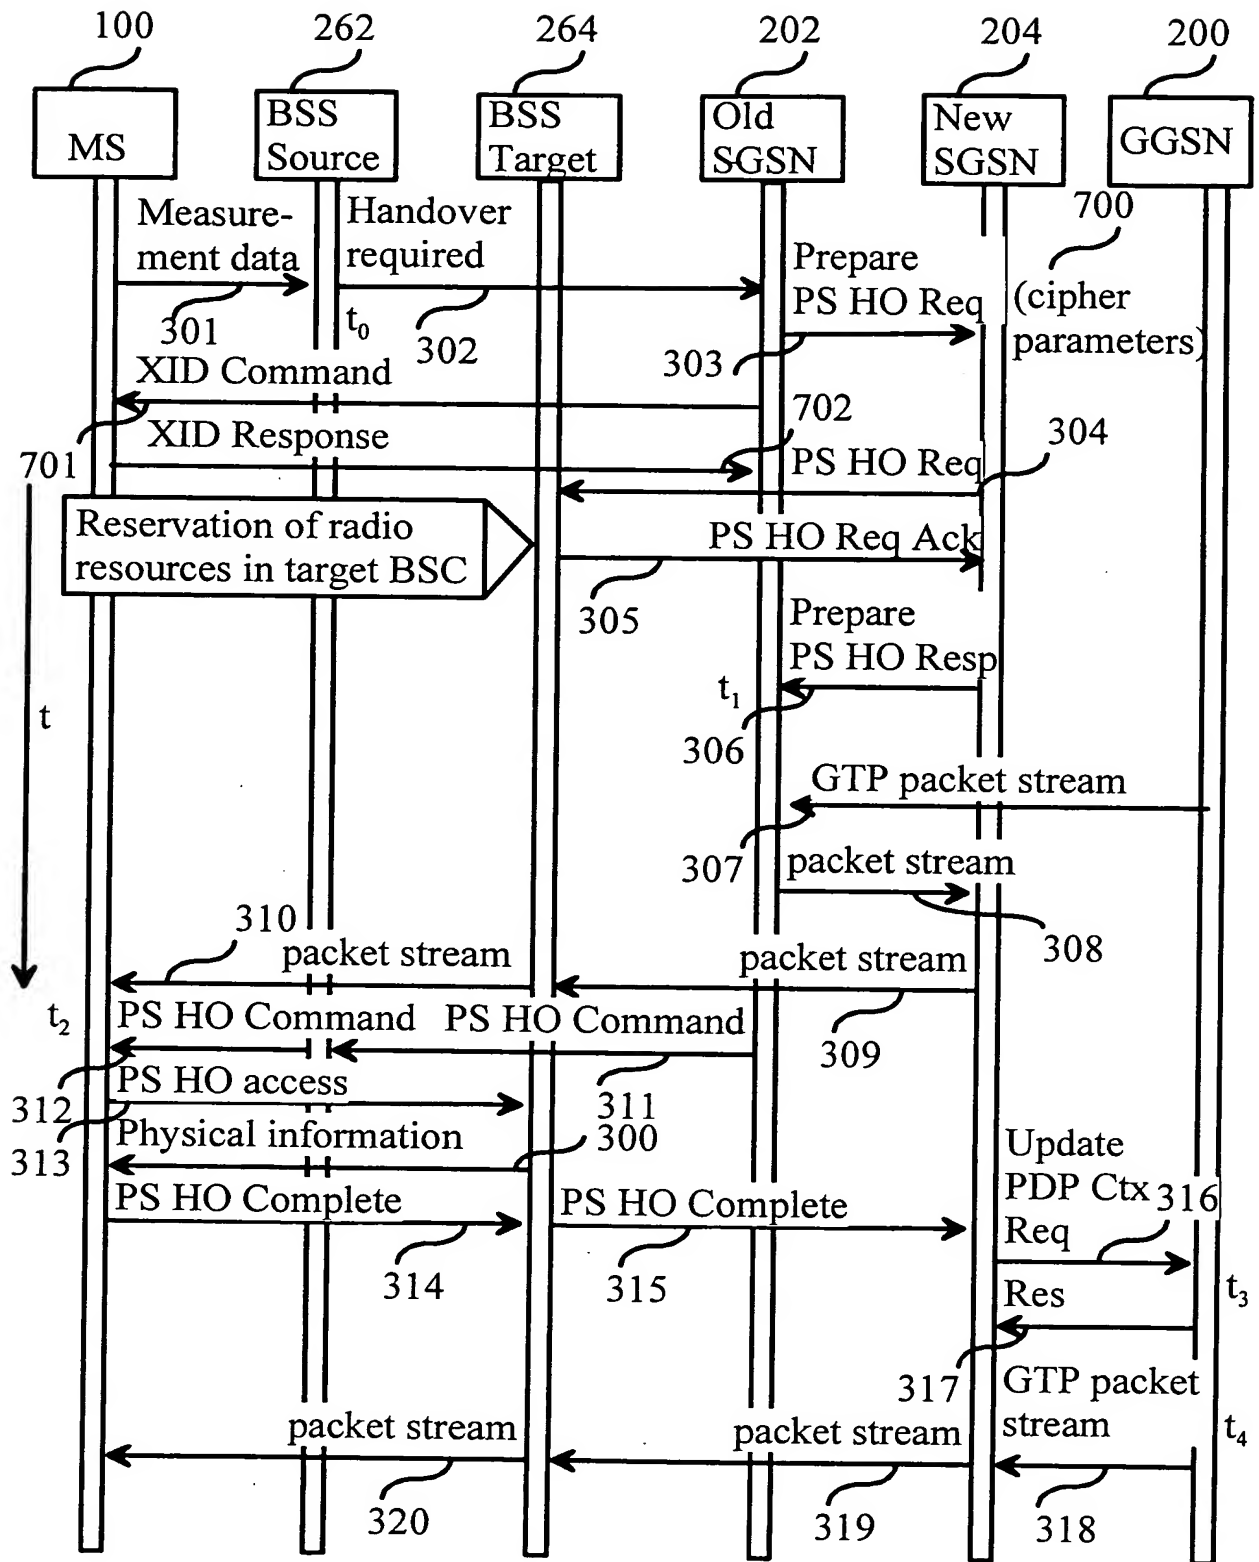 100
262
264
202
204
200
MS
BSS
Source
BSS
Target
Old
SGSN
New
SGSN
GGSN
Measure-
ment data
301
Handover
required
t0
302
Prepare
PS HO Req
303
700
(cipher
parameters)
XID Command
701
XID Response
702
PS HO Req
304
Reservation of radio
resources in target BSC
PS HO Req Ack
305
Prepare
PS HO Resp
t1
306
t
GTP packet stream
307
packet stream
308
310
packet stream
packet stream
309
t2
PS HO Command
PS HO Command
312
311
PS HO access
313
Physical information
300
PS HO Complete
314
PS HO Complete
315
Update
PDP Ctx
Req
316
t3
Res
317
GTP packet
stream
t4
318
packet stream
319
packet stream
320